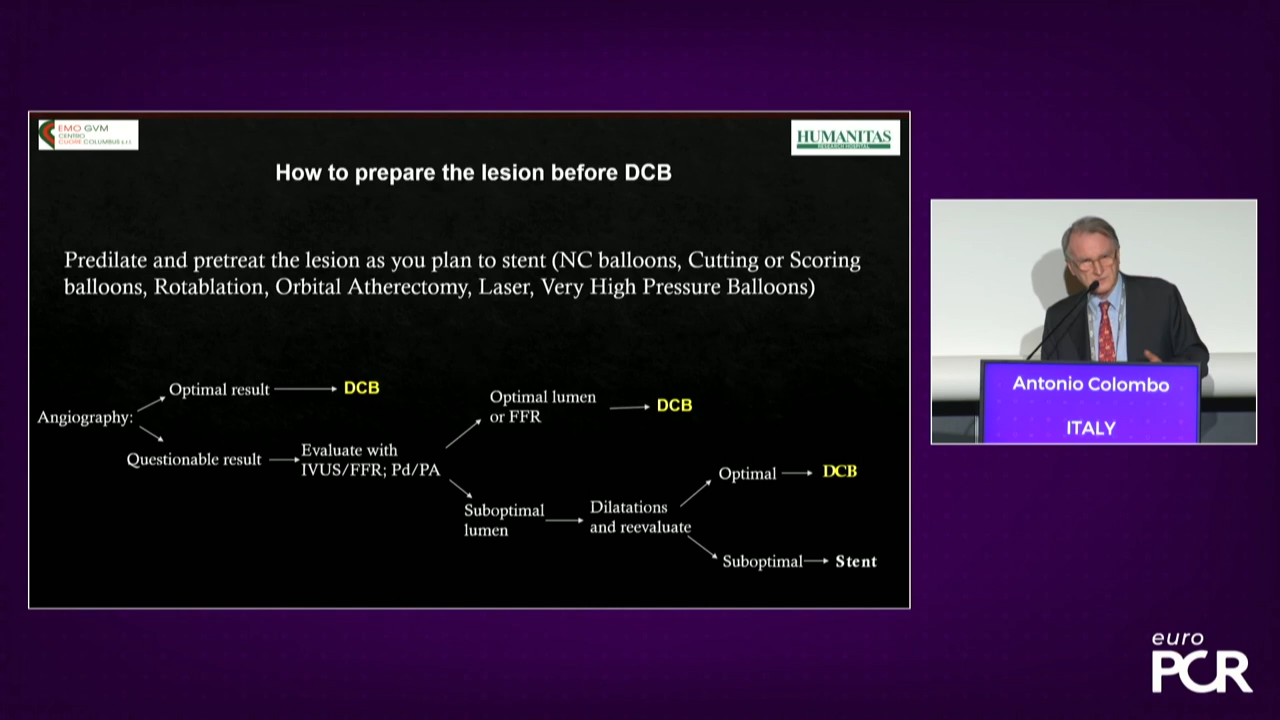 EMO GVM
CENTRO
CUORE COLUMBUS s.r.l.
HUMANITAS
RESEARCH HOSPITAL
How to prepare the lesion before DCB
Predilate and pretreat the lesion as you plan to stent (NC balloons, Cutting or Scoring
balloons, Rotablation, Orbital Atherectomy, Laser, Very High Pressure Balloons)
Angiography:
Optimal result
DCB
Questionable result
Evaluate with
IVUS/FFR; Pd/PA
Optimal lumen
or FFR
DCB
Suboptimal
lumen
Dilatations
and reevaluate
Optimal
DCB
Suboptimal
Stent
Antonio Colombo
ITALY
euro
PCR